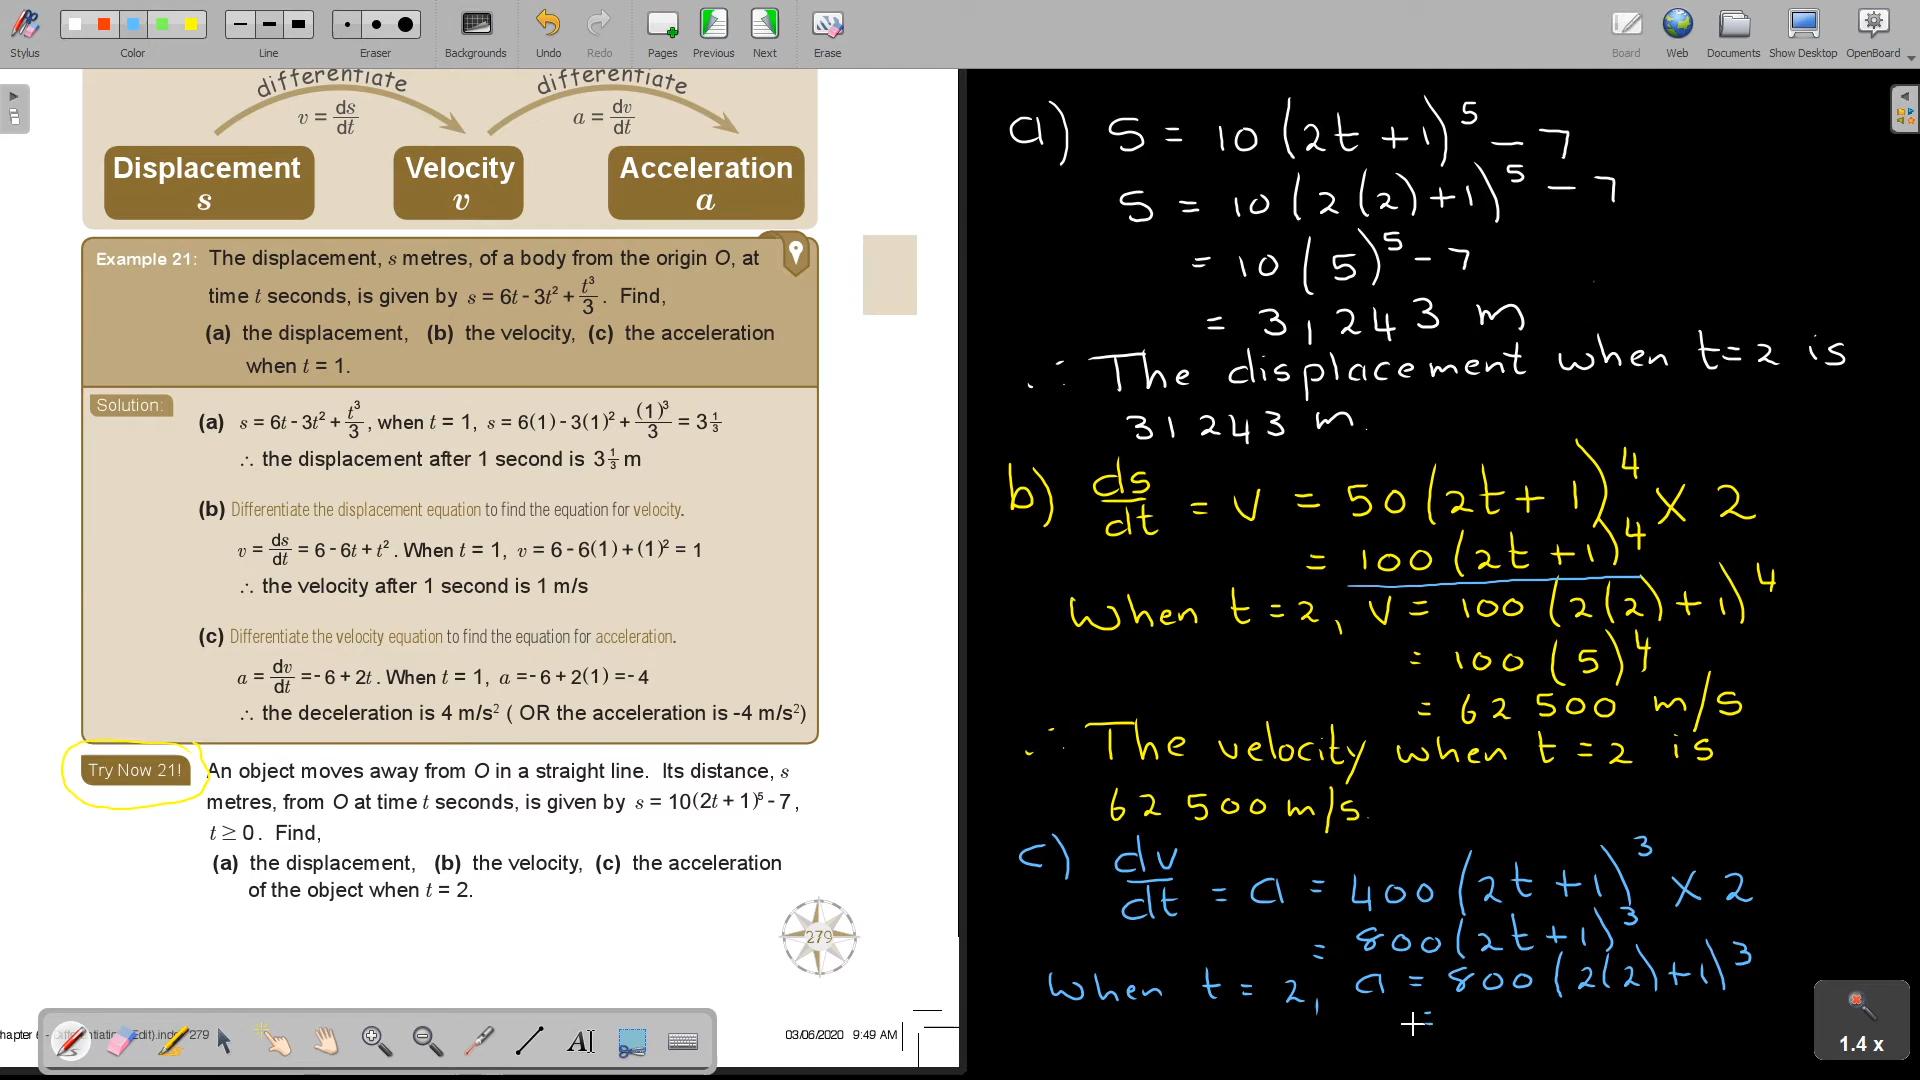 Stylus
Color
Line
Eraser
Backgrounds
Undo
Redo
Pages
Previous
Next
Erase
Board
Web
Documents
Show Desktop
OpenBoard
differentiate
differentiate
v = ds/dt
a = dv/dt
Displacement s
Velocity v
Acceleration a
Example 21: The displacement, s metres, of a body from the origin O, at
time t seconds, is given by s = 6t - 3t² + t³/3. Find,
(a) the displacement, (b) the velocity, (c) the acceleration
when t = 1.
Solution:
(a) s = 6t - 3t² + t³/3, when t = 1, s = 6(1) - 3(1)² + (1)³/3 = 3 1/3
∴ the displacement after 1 second is 3 1/3 m
(b) Differentiate the displacement equation to find the equation for velocity.
v = ds/dt = 6 - 6t + t². When t = 1, v = 6 - 6(1) + (1)² = 1
∴ the velocity after 1 second is 1 m/s
(c) Differentiate the velocity equation to find the equation for acceleration.
a = dv/dt = -6 + 2t. When t = 1, a = -6 + 2(1) = -4
∴ the deceleration is 4 m/s² ( OR the acceleration is -4 m/s²)
Try Now 21! An object moves away from O in a straight line. Its distance, s
metres, from O at time t seconds, is given by s = 10(2t + 1)⁵ - 7,
t ≥ 0. Find,
(a) the displacement, (b) the velocity, (c) the acceleration
of the object when t = 2.
279
03/06/2020 9:49 AM
a) S = 10(2t + 1)⁵ - 7
S = 10(2(2) + 1)⁵ - 7
= 10(5)⁵ - 7
= 31 243 m
∴ The displacement when t = 2 is
31 243 m.
b) ds/dt = v = 50(2t + 1)⁴ × 2
= 100(2t + 1)⁴
When t = 2, v = 100(2(2) + 1)⁴
= 100(5)⁴
= 62 500 m/s
∴ The velocity when t = 2 is
62 500 m/s.
c) dv/dt = a = 400(2t + 1)³ × 2
= 800(2t + 1)³
When t = 2, a = 800(2(2) + 1)³
=
1.4 x